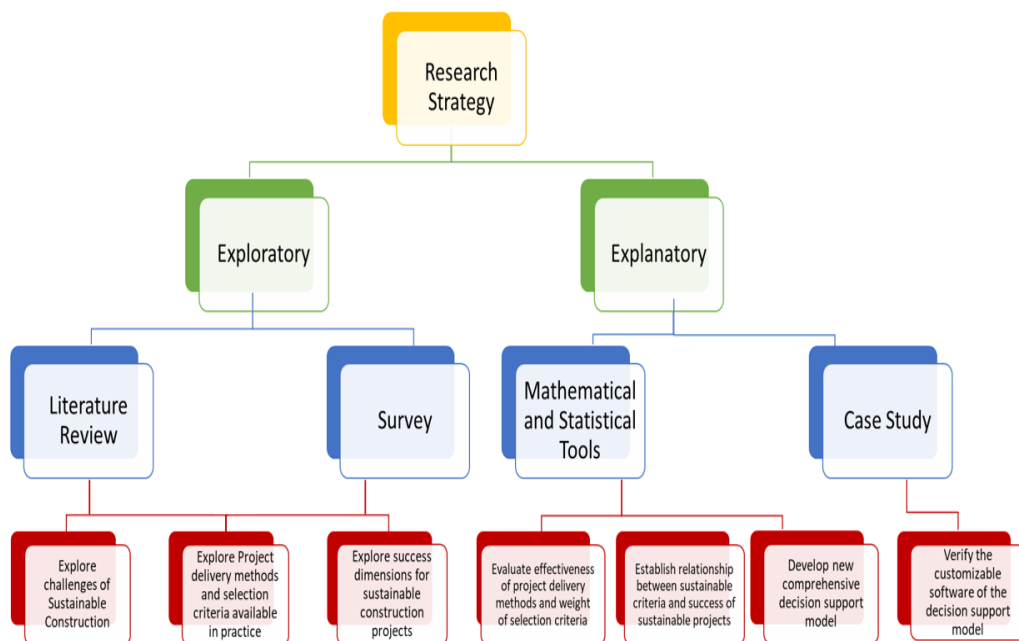 Research
Strategy
Exploratory
Explanatory
Literature
Review
Survey
Mathematical
and Statistical
Tools
Case Study
Explore
challenges of
Sustainable
Construction
Explore Project
delivery methods
and selection
criteria available
in practice
Explore success
dimensions for
sustainable
construction
projects
Evaluate effectiveness
of project delivery
methods and weight
of selection criteria
Establish relationship
between sustainable
criteria and success of
sustainable projects
Develop new
comprehensive
decision support
model
Verify the
customizable
software of the
decision support
model